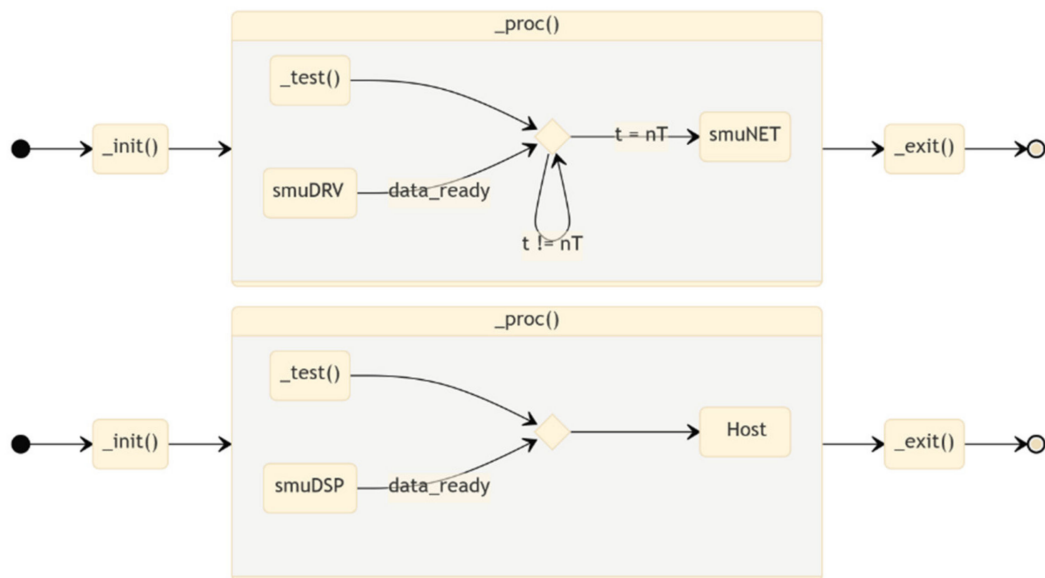 _proc()
_test()
_init()
t = nT
smuNET
_exit()
smuDRV
data_ready
t != nT
_proc()
_test()
_init()
Host
_exit()
smuDSP
data_ready